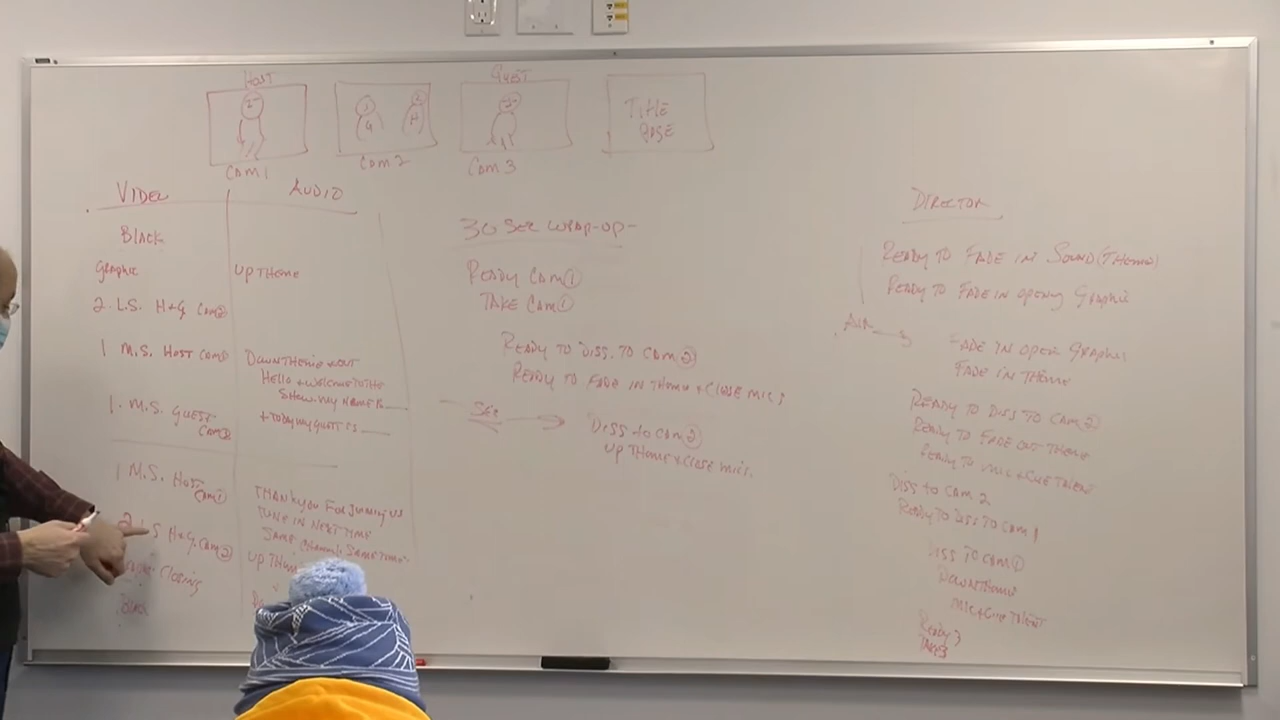 HOST
GUEST
TITLE
PAGE
CAM 1
CAM 2
CAM 3
VIDEO
AUDIO
BLACK
Graphic
UP THEME
2. L.S. H+G CAM 2
1 M.S. HOST CAM
DOWN THEME + OUT
HELLO + WELCOME TO THE
SHOW. MY NAME IS
1. M.S. GUEST
CAM 3
+ TODAY MY GUEST IS
1 M.S. HOST
CAM 1
THANK YOU FOR JOINING US
TUNE IN NEXT TIME
SAME CHANNEL SAME TIME
2 L.S H+G. CAM 2
UP THEME
CLOSING
Black
30 SEC WRAP-UP-
READY CAM 1
TAKE CAM 1
READY TO DISS. TO CAM 2
READY TO FADE IN THEME + CLOSE MICS
SEZ
DISS TO CAM 2
UP THEME + CLOSE MICS.
DIRECTOR
READY TO FADE IN SOUND (THEME)
READY TO FADE IN OPENING GRAPHIC
AIR
FADE IN OPEN GRAPHIC
FADE IN THEME
READY TO DISS TO CAM 2
READY TO FADE OUT THEME
READY TO MIC + CUE TALENT
DISS TO CAM 2
READY TO DISS TO CAM 1
DISS TO CAM 1
DOWN THEME
MIC + CUE TALENT
Ready 3
TAKE 3